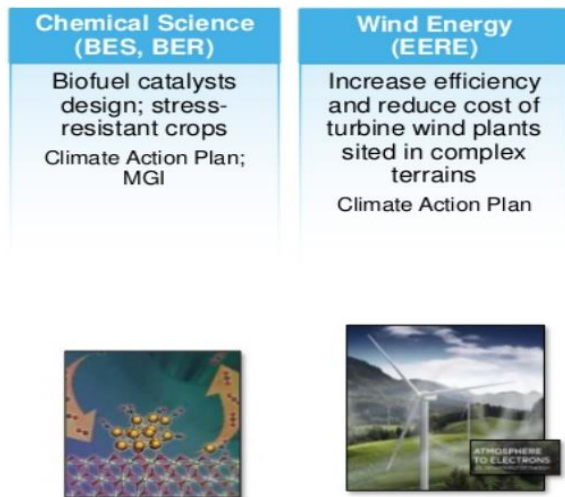 Chemical Science
(BES, BER)
Biofuel catalysts
design; stress-
resistant crops
Climate Action Plan;
MGI
Wind Energy
(EERE)
Increase efficiency
and reduce cost of
turbine wind plants
sited in complex
terrains
Climate Action Plan
ATMOSPHERE
TO ELECTRONS